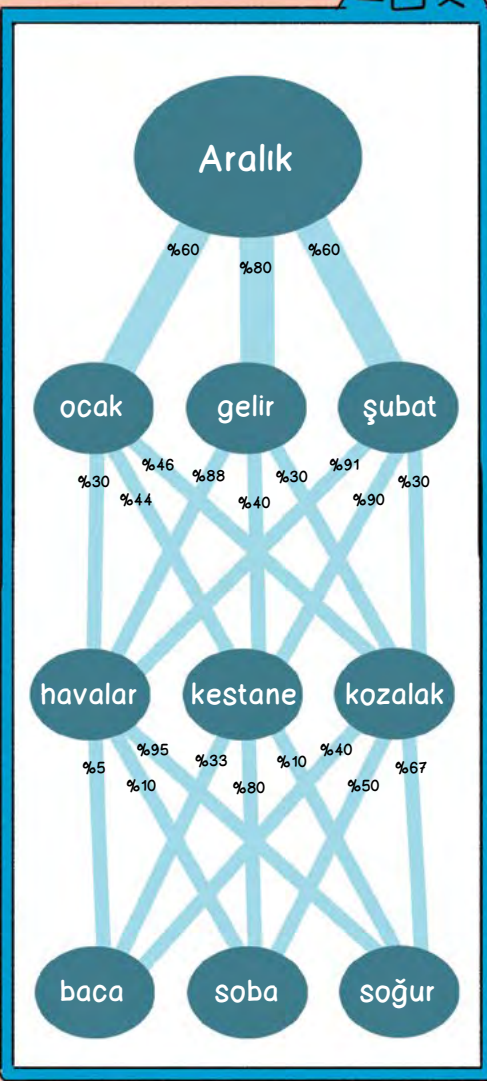 Aralık
%60 %80 %60
ocak gelir şubat
%30 %44 %46 %88 %40 %30 %91 %90 %30
havalar kestane kozalak
%5 %10 %95 %33 %80 %10 %40 %50 %67
baca soba soğur